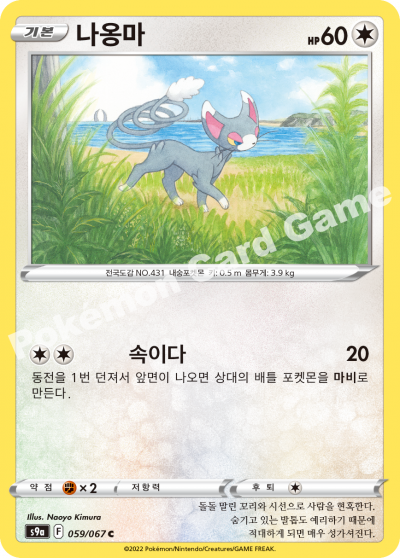 기본 나옹마 HP 60
전국도감 NO.431 내숭포켓몬 키: 0.5 m 몸무게: 3.9 kg
속이다 20
동전을 1번 던져서 앞면이 나오면 상대의 배틀 포켓몬을 마비로
만든다.
약점 ×2 저항력 후퇴
Illus. Naoyo Kimura
돌돌 말린 꼬리와 시선으로 사람을 현혹한다.
숨기고 있는 발톱도 예리하기 때문에
적대하게 되면 매우 성가셔진다.
s9a F 059/067 C
©2022 Pokémon/Nintendo/Creatures/GAME FREAK.
Pokémon Card Game